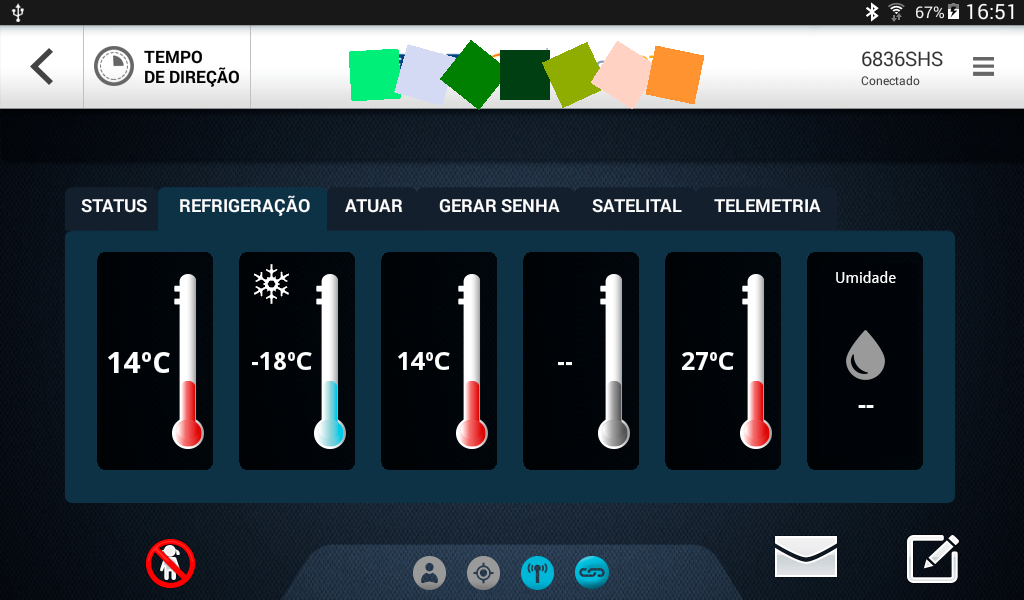 67% 16:51
TEMPO
DE DIREÇÃO
6836SHS
Conectado
STATUS REFRIGERAÇÃO ATUAR GERAR SENHA SATELITAL TELEMETRIA
Umidade
14ºC -18ºC 14ºC -- 27ºC
--